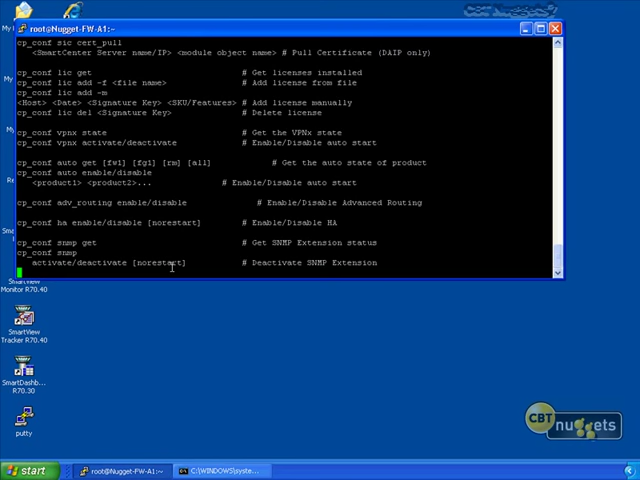 CBT Nuggets
root@Nugget-FW-A1:~
cp_conf sic cert_pull
<SmartCenter Server name/IP> <module object name> # Pull Certificate (DAIP only)
cp_conf lic get # Get licenses installed
cp_conf lic add -f <file name> # Add license from file
cp_conf lic add -m
<Host> <Date> <Signature Key> <SKU/Features> # Add license manually
cp_conf lic del <Signature Key> # Delete license
cp_conf vpnx state # Get the VPNx state
cp_conf vpnx activate/deactivate # Enable/Disable auto start
cp_conf auto get [fw1] [fg1] [rm] [all] # Get the auto state of product
cp_conf auto enable/disable
<product1> <product2>... # Enable/Disable auto start
cp_conf adv_routing enable/disable # Enable/Disable Advanced Routing
cp_conf ha enable/disable [norestart] # Enable/Disable HA
cp_conf snmp get # Get SNMP Extension status
cp_conf snmp
activate/deactivate [norestart] # Deactivate SNMP Extension
Monitor R70.40
SmartView
Tracker R70.40
SmartDashb...
R70.30
putty
CBT nuggets
start
root@Nugget-FW-A1:~
C:\WINDOWS\syste...